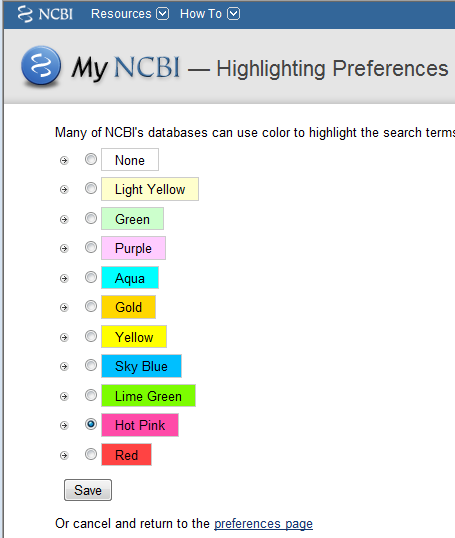 NCBI Resources How To
My NCBI — Highlighting Preferences
Many of NCBI's databases can use color to highlight the search terms
None
Light Yellow
Green
Purple
Aqua
Gold
Yellow
Sky Blue
Lime Green
Hot Pink
Red
Save
Or cancel and return to the preferences page